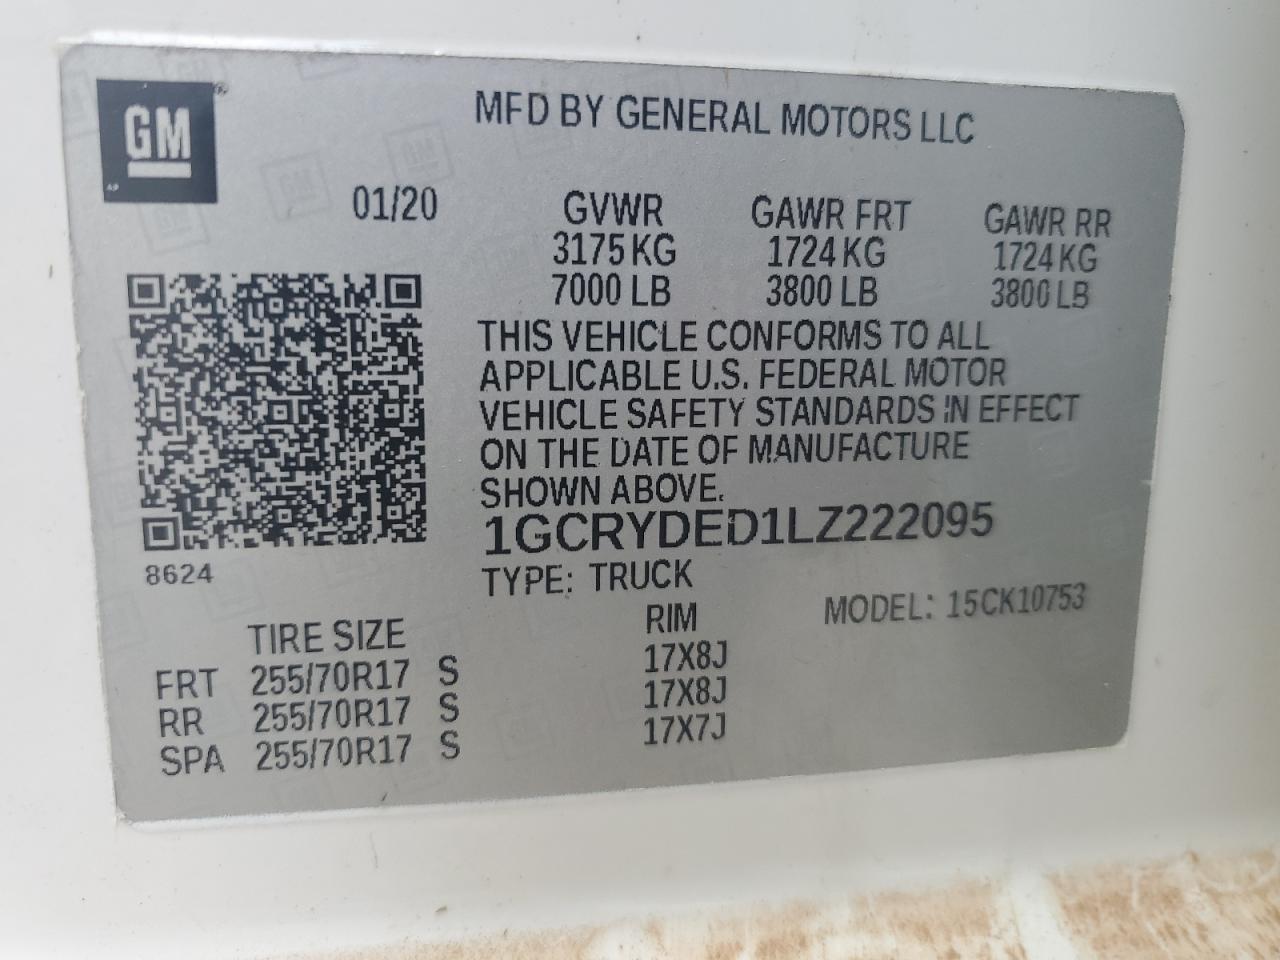 GM
MFD BY GENERAL MOTORS LLC
01/20
GVWR GAWR FRT GAWR RR
3175 KG 1724 KG 1724 KG
7000 LB 3800 LB 3800 LB
THIS VEHICLE CONFORMS TO ALL
APPLICABLE U.S. FEDERAL MOTOR
VEHICLE SAFETY STANDARDS IN EFFECT
ON THE DATE OF MANUFACTURE
SHOWN ABOVE.
1GCRYDED1LZ222095
8624
TYPE: TRUCK
MODEL: 15CK10753
TIRE SIZE RIM
FRT 255/70R17 S 17X8J
RR 255/70R17 S 17X8J
SPA 255/70R17 S 17X7J